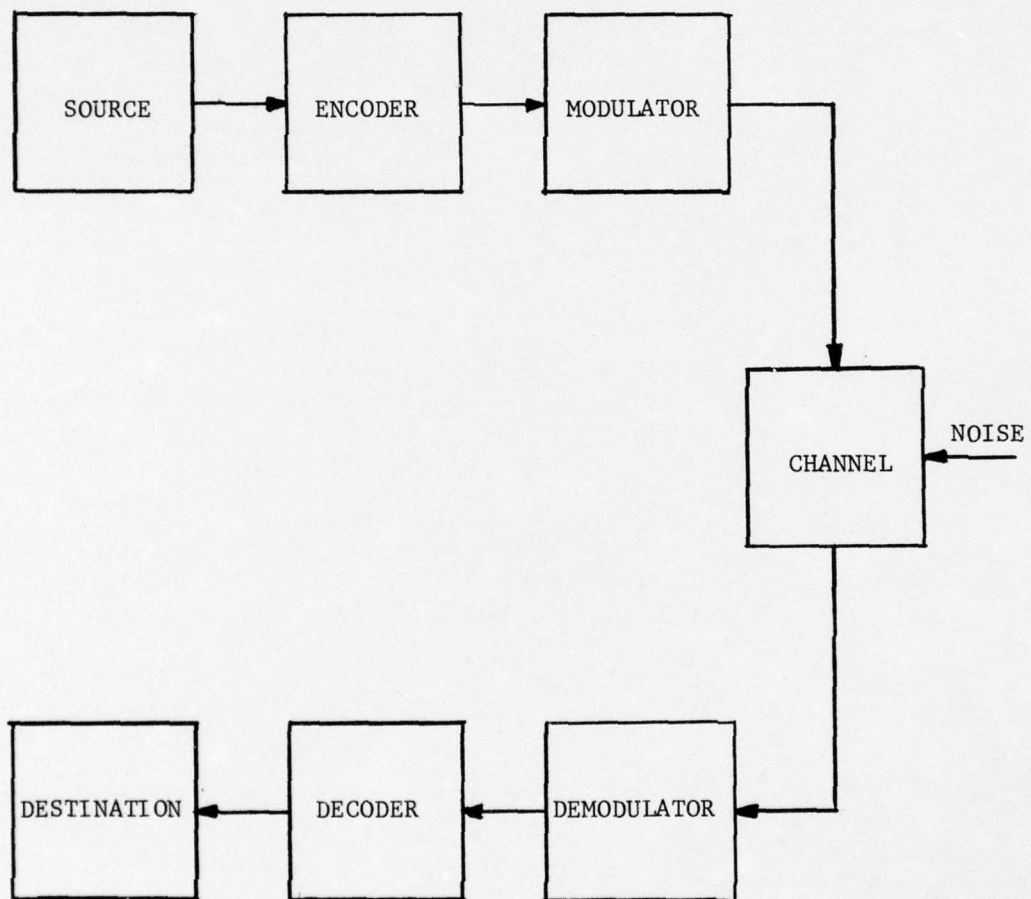 SOURCE
ENCODER
MODULATOR
NOISE
CHANNEL
DESTINATION
DECODER
DEMODULATOR